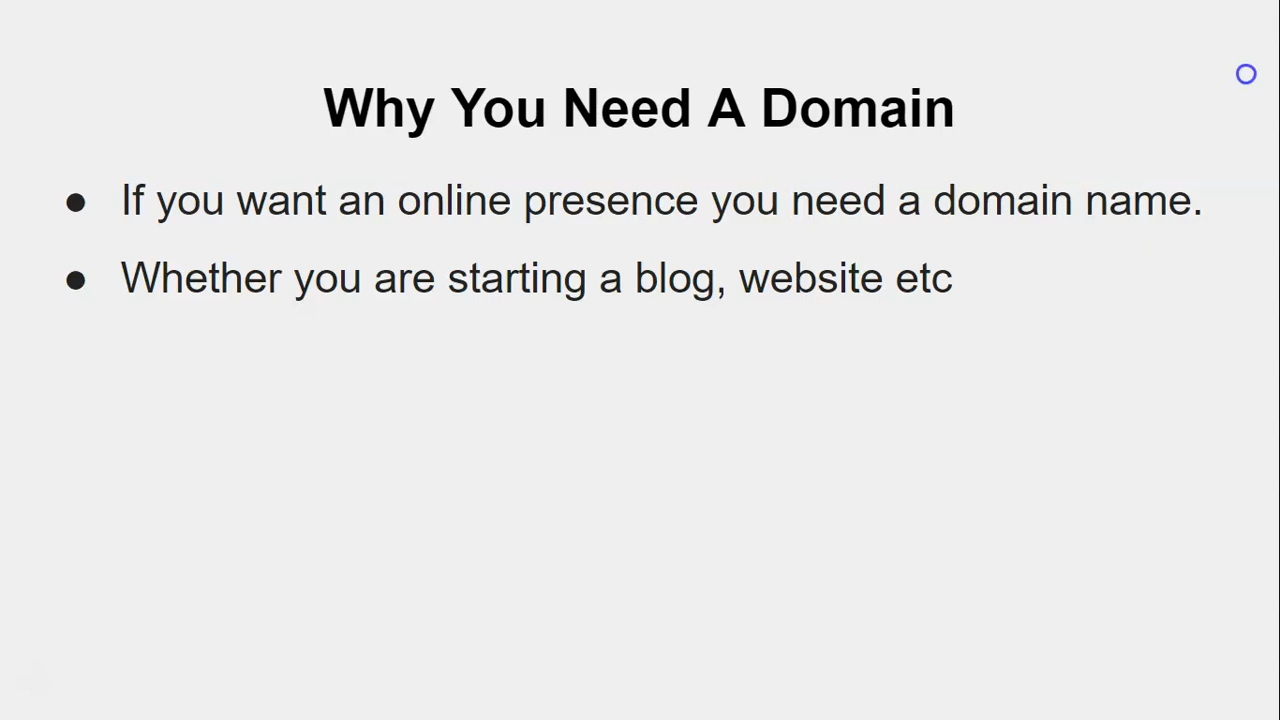 Why You Need A Domain
● If you want an online presence you need a domain name.
● Whether you are starting a blog, website etc